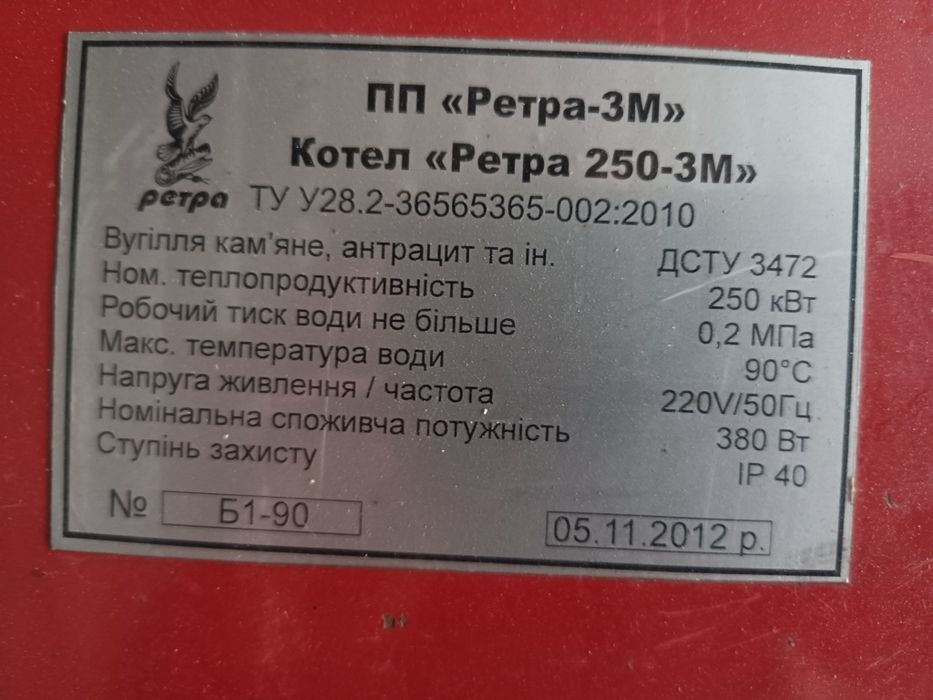 ПП «Ретра-3М»
Котел «Ретра 250-3М»
ретра ТУ У28.2-36565365-002:2010
Вугілля кам'яне, антрацит та ін. ДСТУ 3472
Ном. теплопродуктивність 250 кВт
Робочий тиск води не більше 0,2 МПа
Макс. температура води 90°С
Напруга живлення / частота 220V/50Гц
Номінальна споживча потужність 380 Вт
Ступінь захисту IP 40
№ Б1-90 05.11.2012 р.